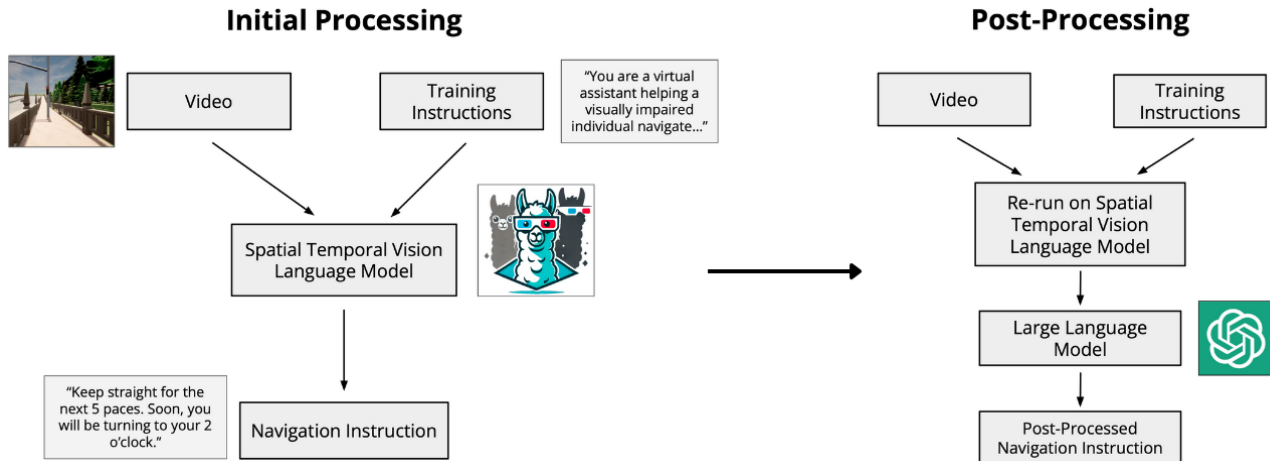 Initial Processing
Video
Training
Instructions
“You are a virtual
assistant helping a
visually impaired
individual navigate...”
Spatial Temporal Vision
Language Model
“Keep straight for the
next 5 paces. Soon, you
will be turning to your 2
o’clock.”
Navigation Instruction
Post-Processing
Video
Training
Instructions
Re-run on Spatial
Temporal Vision
Language Model
Large Language
Model
Post-Processed
Navigation Instruction